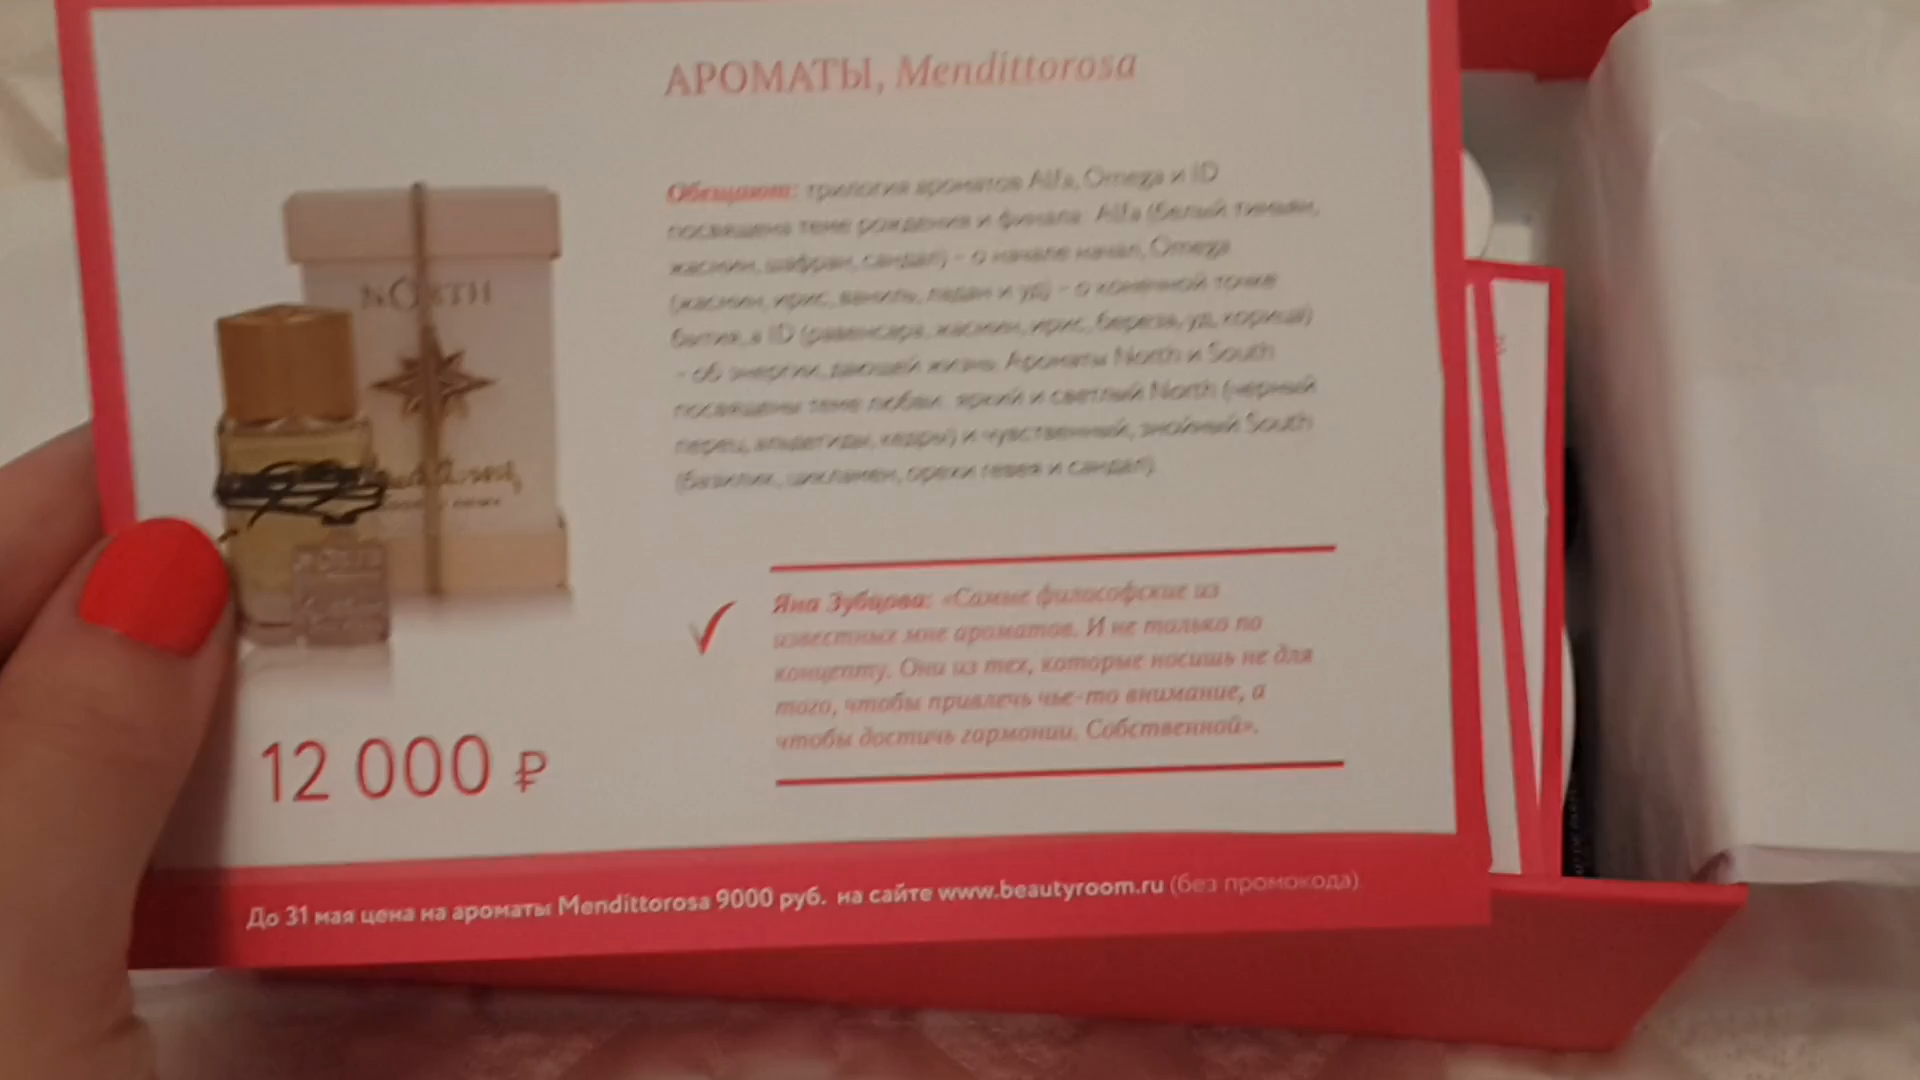 АРОМАТЫ, Mendittorosa
Обещают: трилогия ароматов Alfa, Omega и ID
посвящена теме рождения и финала. Alfa (белый тимьян,
жасмин, шафран, сандал) – о начале начал, Omega
(жасмин, ирис, ваниль, ладан и уд) – о конечной точке
бытия, а ID (равенсара, жасмин, ирис, береза, уд, корица)
– об энергии, дающей жизнь. Ароматы North и South
посвящены теме любви: яркий и светлый North (черный
перец, альдегиды, кедры) и чувственный, знойный South
(базилик, цикламен, орехи и сандал).
NORTH
Яна Зубцова: «Самые философские из
известных мне ароматов. И не только по
концепту. Они из тех, которые носишь не для
того, чтобы привлечь чье-то внимание, а
чтобы достичь гармонии. Собственной».
12 000 ₽
До 31 мая цена на ароматы Mendittorosa 9000 руб. на сайте www.beautyroom.ru (без промокода)